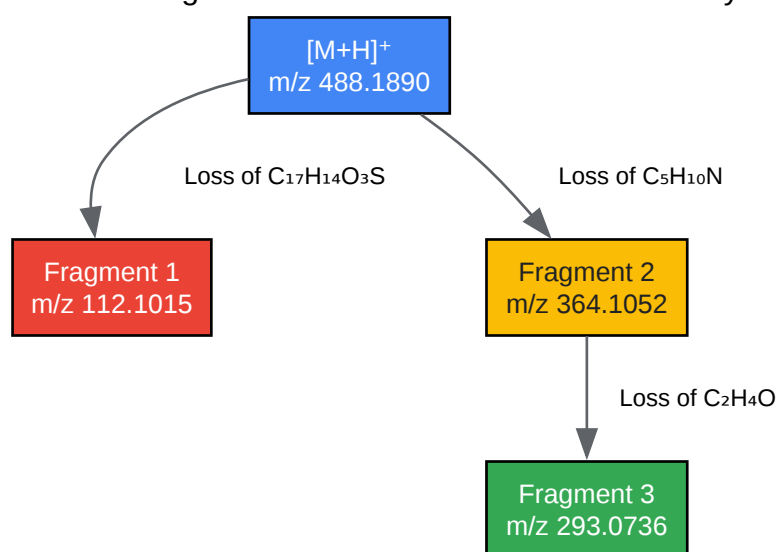 [M+H]⁺
m/z 488.1890
Loss of C₁₇H₁₄O₃S
Loss of C₅H₁₀N
Fragment 1
m/z 112.1015
Fragment 2
m/z 364.1052
Loss of C₂H₄O
Fragment 3
m/z 293.0736